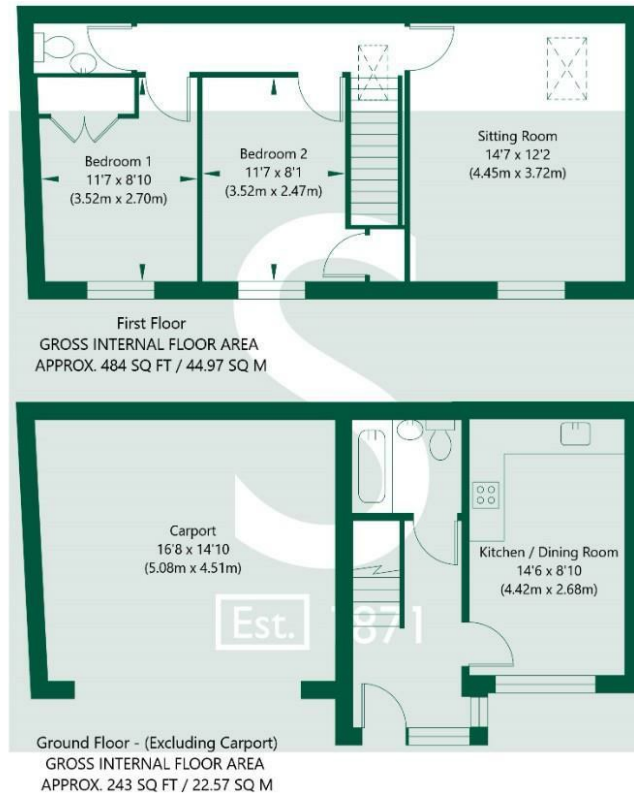 Bedroom 1
11'7 x 8'10
(3.52m x 2.70m)
Bedroom 2
11'7 x 8'1
(3.52m x 2.47m)
Sitting Room
14'7 x 12'2
(4.45m x 3.72m)
First Floor
GROSS INTERNAL FLOOR AREA
APPROX. 484 SQ FT / 44.97 SQ M
S
Carport
16'8 x 14'10
(5.08m x 4.51m)
Kitchen / Dining Room
14'6 x 8'10
(4.42m x 2.68m)
Est. 1871
Ground Floor - (Excluding Carport)
GROSS INTERNAL FLOOR AREA
APPROX. 243 SQ FT / 22.57 SQ M